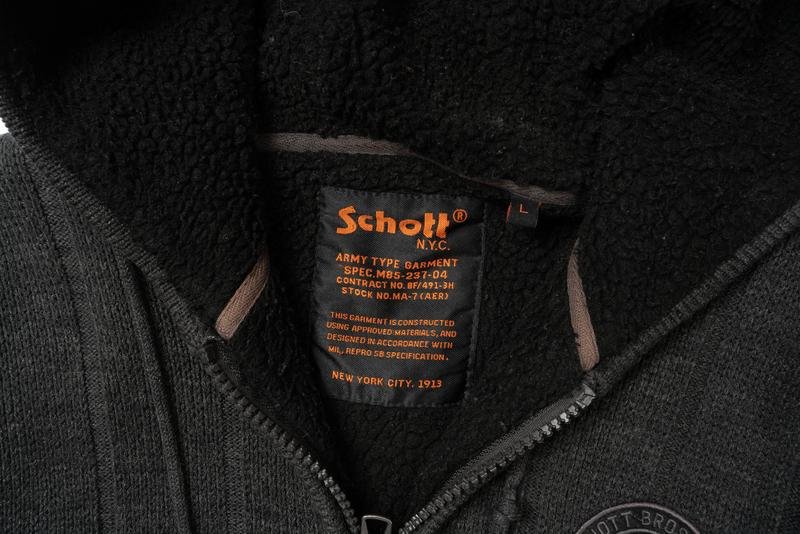 Schott®
N.Y.C.
L
ARMY TYPE GARMENT
SPEC.M85-237-04
CONTRACT NO.8F/491-3H
STOCK NO.MA-7 (AER)
THIS GARMENT IS CONSTRUCTED
USING APPROVED MATERIALS, AND
DESIGNED IN ACCORDANCE WITH
MIL. REPRO SB SPECIFICATION.
NEW YORK CITY. 1913